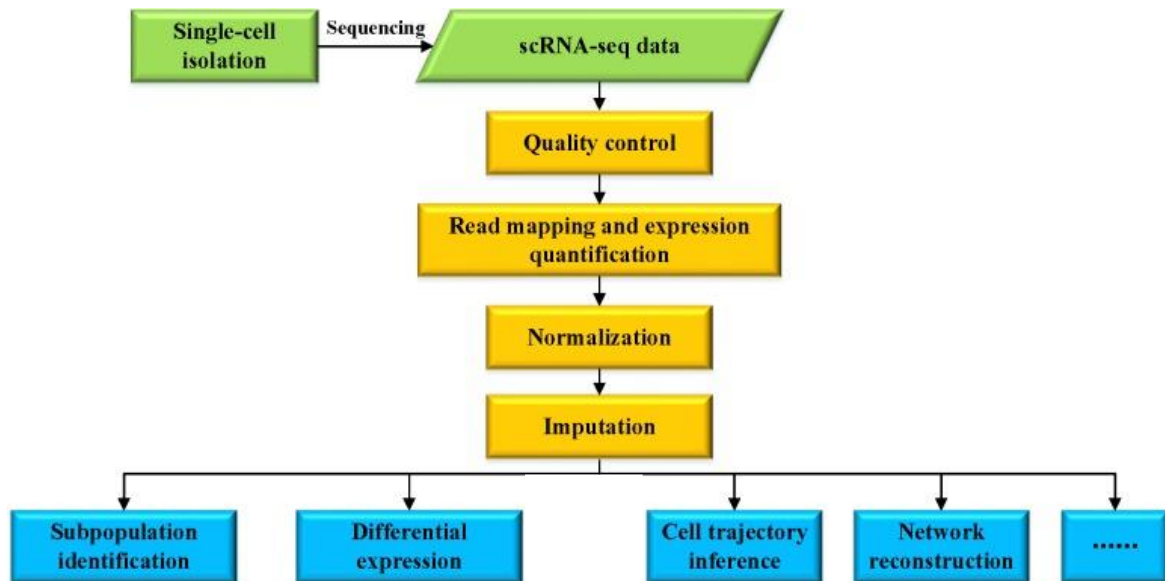 Single-cell
isolation
Sequencing
scRNA-seq data
Quality control
Read mapping and expression
quantification
Normalization
Imputation
Subpopulation
identification
Differential
expression
Cell trajectory
inference
Network
reconstruction
......